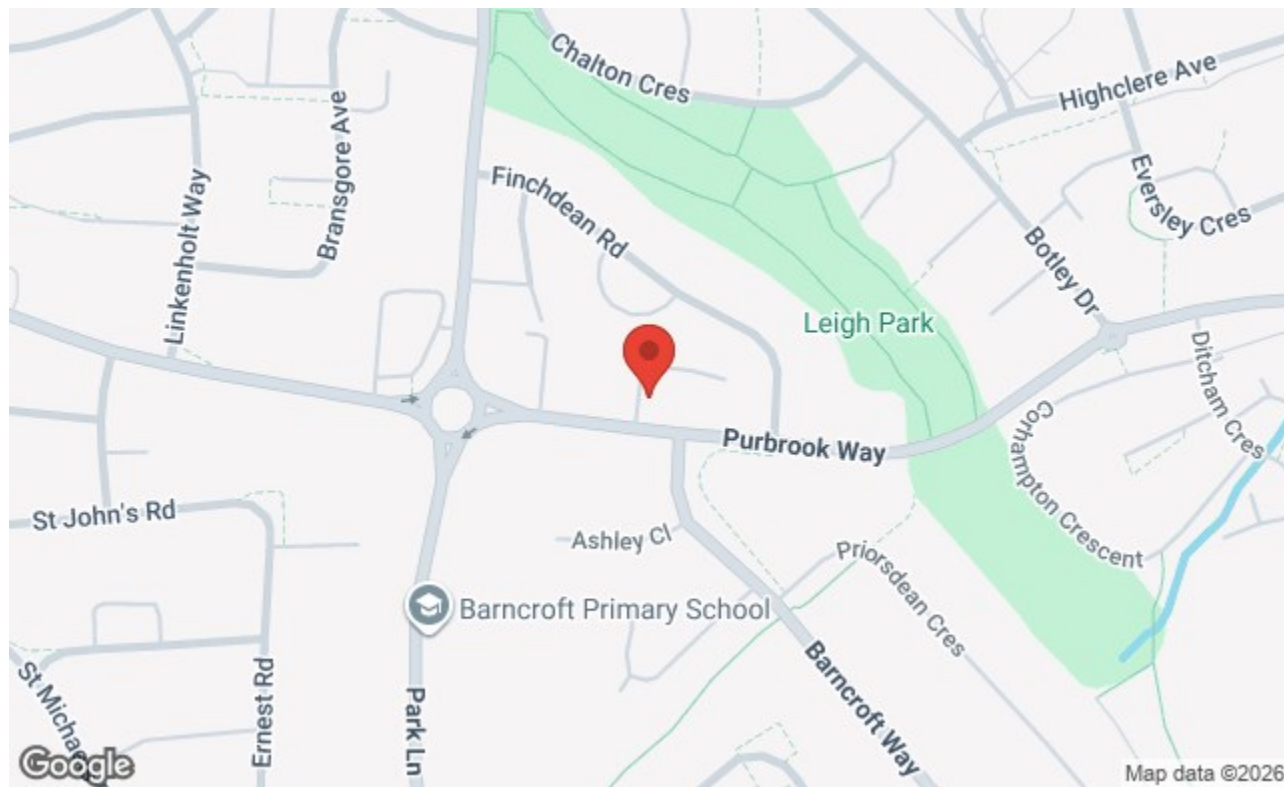 Chalton Cres
Highclere Ave
Bransgore Ave
Finchdean Rd
Eversley Cres
Linkenholt Way
Botley Dr
Leigh Park
Ditcham Cres
Purbrook Way
Corhampton Crescent
St John's Rd
Ashley Cl
Priorsdean Cres
Barncroft Primary School
Barncroft Way
Ernest Rd
Park Ln
Google
Map data ©2026